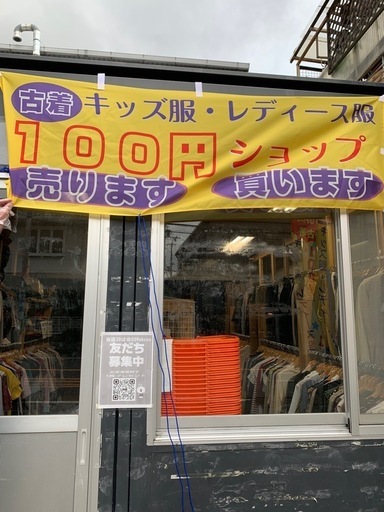 古着 キッズ服・レディース服
100円ショップ
売ります 買います
友だち
募集中